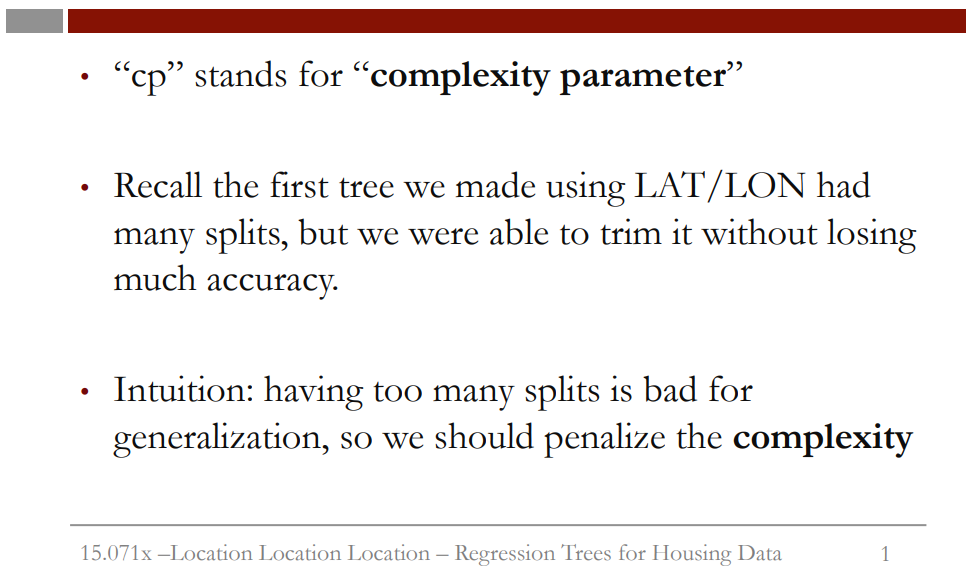 • “cp” stands for “complexity parameter”
• Recall the first tree we made using LAT/LON had
many splits, but we were able to trim it without losing
much accuracy.
• Intuition: having too many splits is bad for
generalization, so we should penalize the complexity
15.071x –Location Location Location – Regression Trees for Housing Data 1